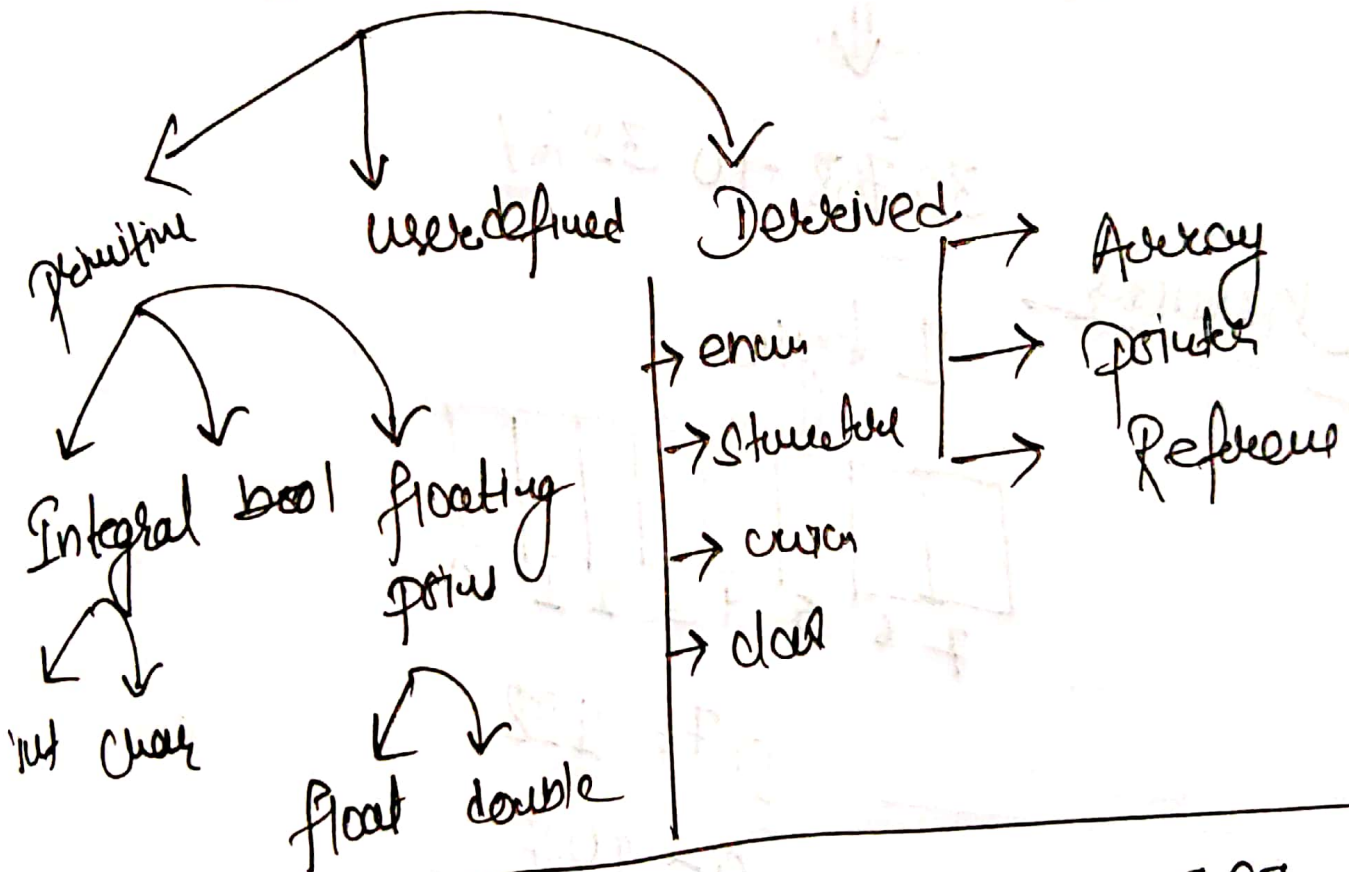 primitive userdefined Derived
Array
enum pointer
structure Reference
Integral bool floating
point
union
class
int char
float double